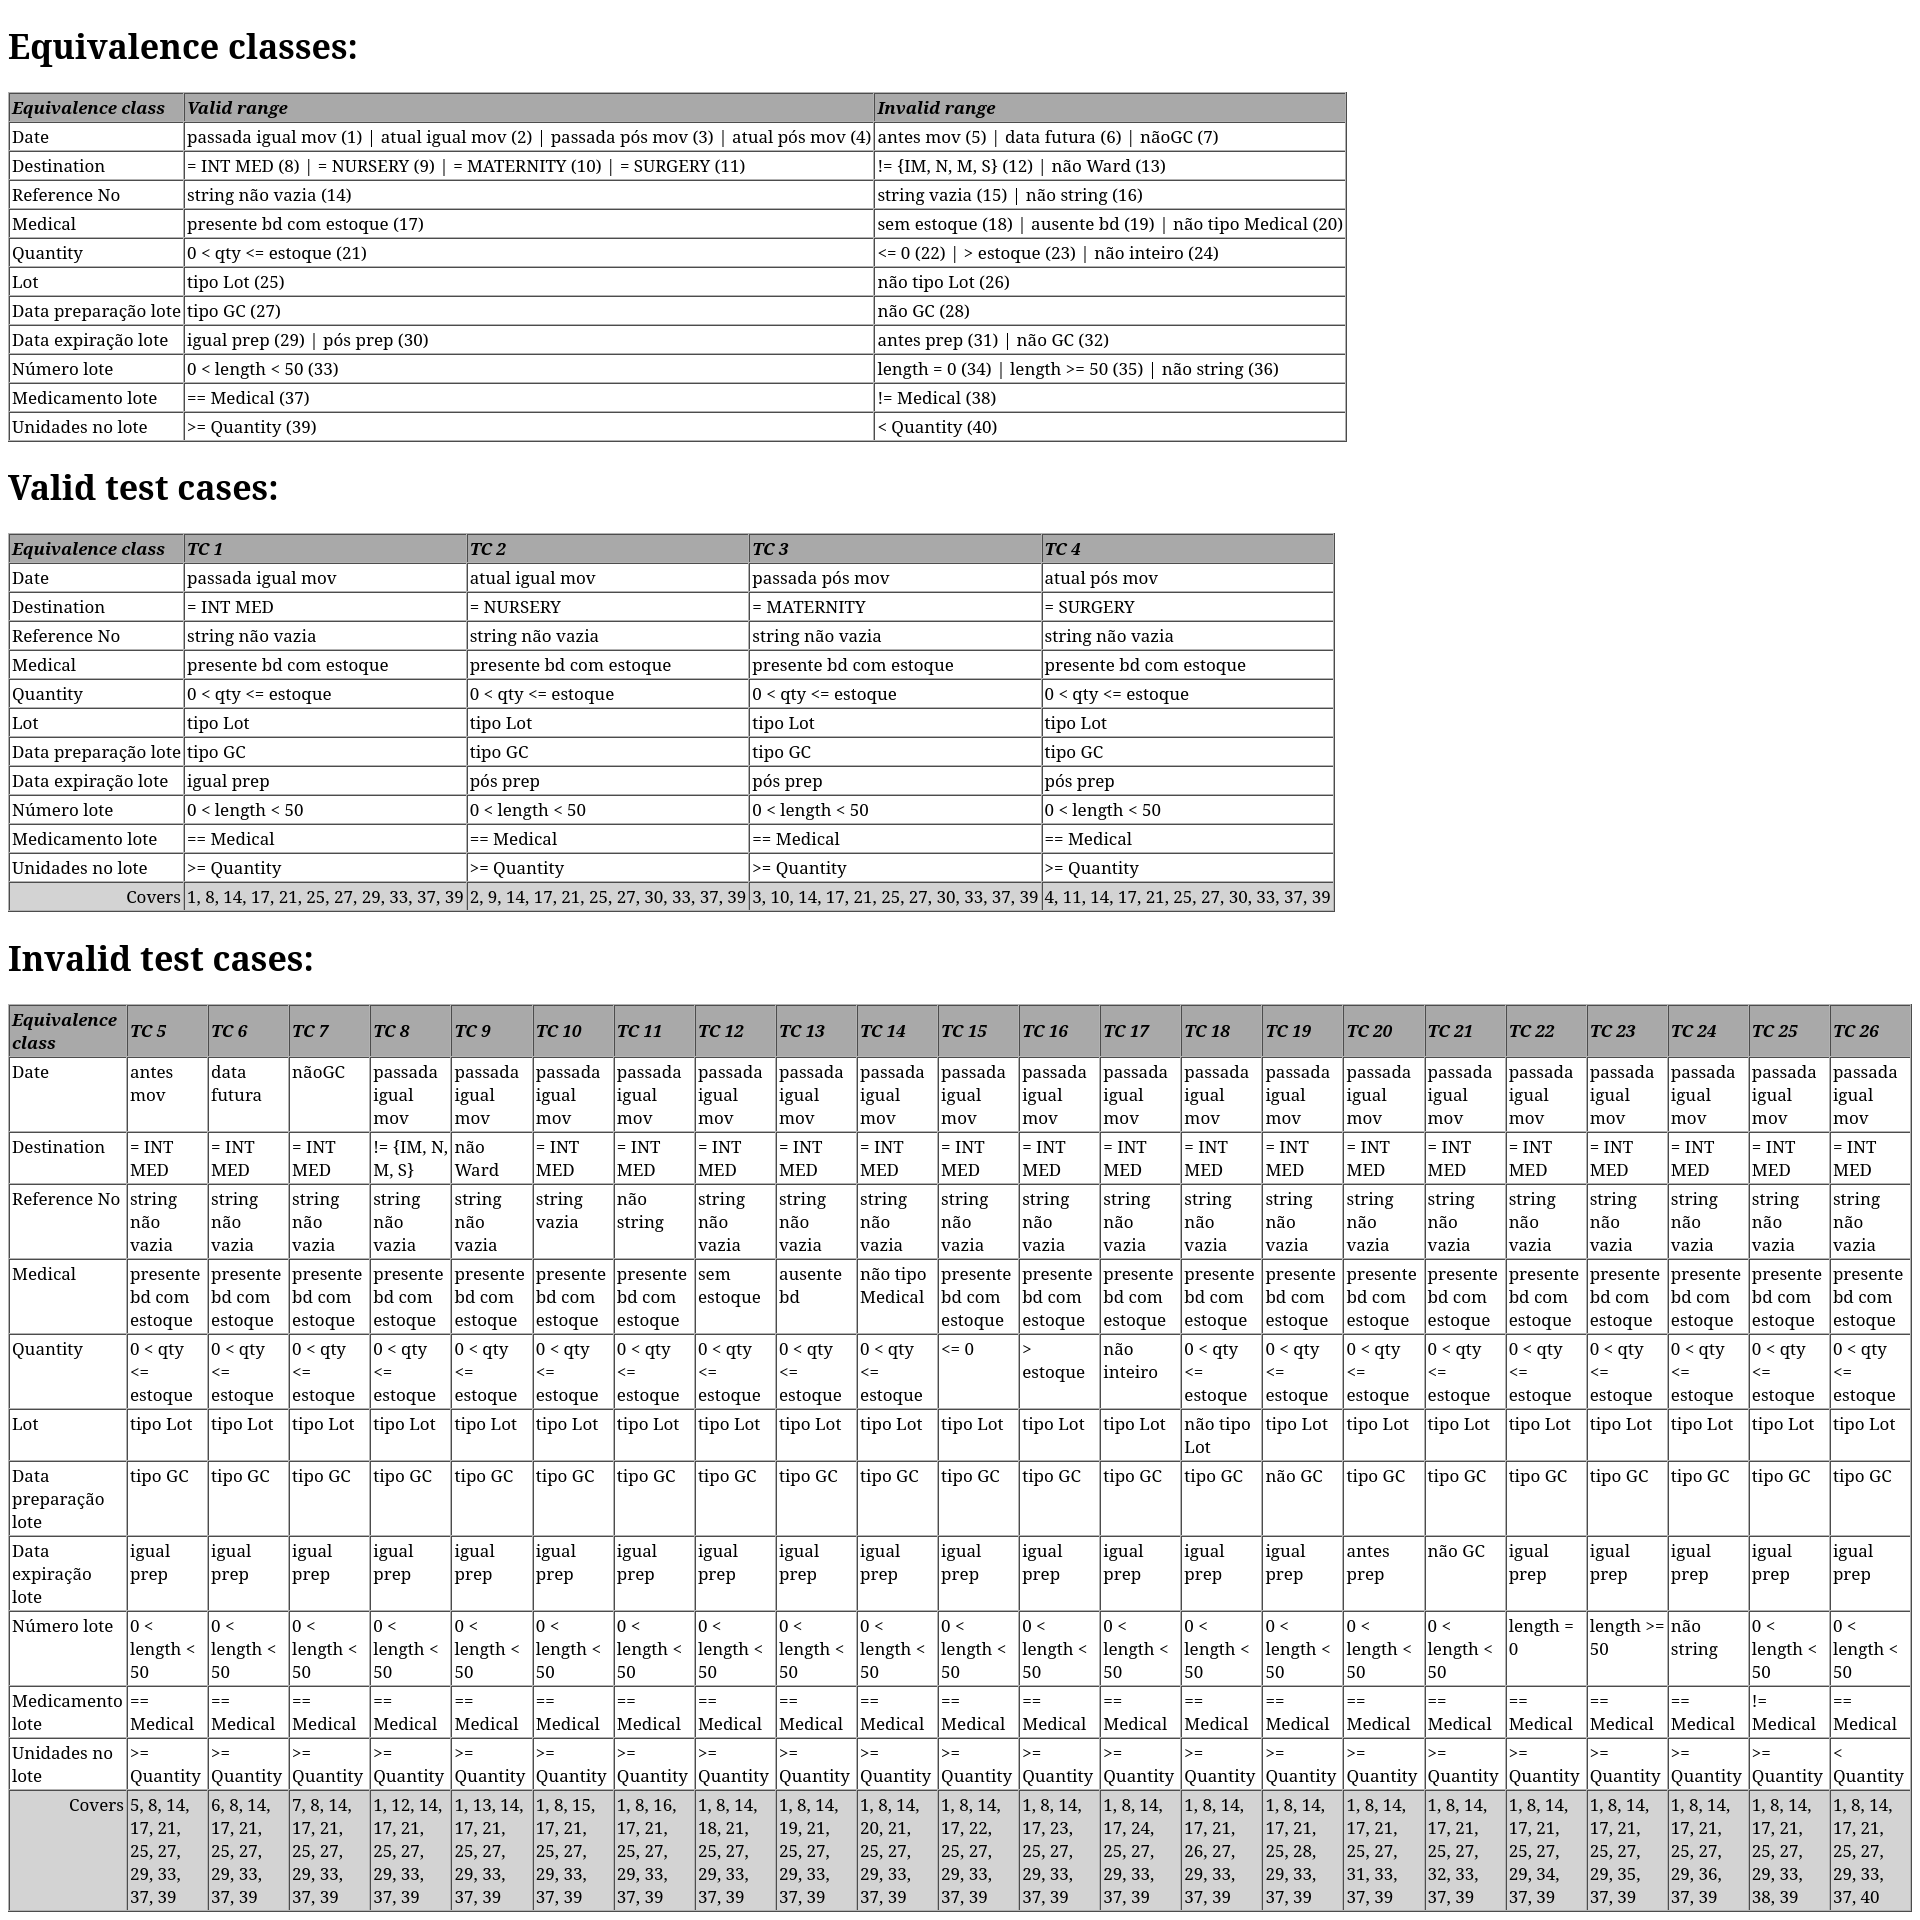 Equivalence classes:
Equivalence class Valid range Invalid range
Date passada igual mov (1) | atual igual mov (2) | passada pós mov (3) | atual pós mov (4) antes mov (5) | data futura (6) | nãoGC (7)
Destination = INT MED (8) | = NURSERY (9) | = MATERNITY (10) | = SURGERY (11) != {IM, N, M, S} (12) | não Ward (13)
Reference No string não vazia (14) string vazia (15) | não string (16)
Medical presente bd com estoque (17) sem estoque (18) | ausente bd (19) | não tipo Medical (20)
Quantity 0 < qty <= estoque (21) <= 0 (22) | > estoque (23) | não inteiro (24)
Lot tipo Lot (25) não tipo Lot (26)
Data preparação lote tipo GC (27) não GC (28)
Data expiração lote igual prep (29) | pós prep (30) antes prep (31) | não GC (32)
Número lote 0 < length < 50 (33) length = 0 (34) | length >= 50 (35) | não string (36)
Medicamento lote == Medical (37) != Medical (38)
Unidades no lote >= Quantity (39) < Quantity (40)
Valid test cases:
Equivalence class TC 1 TC 2 TC 3 TC 4
Date passada igual mov atual igual mov passada pós mov atual pós mov
Destination = INT MED = NURSERY = MATERNITY = SURGERY
Reference No string não vazia string não vazia string não vazia string não vazia
Medical presente bd com estoque presente bd com estoque presente bd com estoque presente bd com estoque
Quantity 0 < qty <= estoque 0 < qty <= estoque 0 < qty <= estoque 0 < qty <= estoque
Lot tipo Lot tipo Lot tipo Lot tipo Lot
Data preparação lote tipo GC tipo GC tipo GC tipo GC
Data expiração lote igual prep pós prep pós prep pós prep
Número lote 0 < length < 50 0 < length < 50 0 < length < 50 0 < length < 50
Medicamento lote == Medical == Medical == Medical == Medical
Unidades no lote >= Quantity >= Quantity >= Quantity >= Quantity
Covers 1, 8, 14, 17, 21, 25, 27, 29, 33, 37, 39 2, 9, 14, 17, 21, 25, 27, 30, 33, 37, 39 3, 10, 14, 17, 21, 25, 27, 30, 33, 37, 39 4, 11, 14, 17, 21, 25, 27, 30, 33, 37, 39
Invalid test cases:
Equivalence TC 5 TC 6 TC 7 TC 8 TC 9 TC 10 TC 11 TC 12 TC 13 TC 14 TC 15 TC 16 TC 17 TC 18 TC 19 TC 20 TC 21 TC 22 TC 23 TC 24 TC 25 TC 26
class
Date antes data nãoGC passada passada passada passada passada passada passada passada passada passada passada passada passada passada passada passada passada passada passada
mov futura igual igual igual igual igual igual igual igual igual igual igual igual igual igual igual igual igual igual igual
mov mov mov mov mov mov mov mov mov mov mov mov mov mov mov mov mov mov mov
Destination = INT = INT = INT != {IM, N, não = INT = INT = INT = INT = INT = INT = INT = INT = INT = INT = INT = INT = INT = INT = INT = INT = INT
MED MED MED M, S} Ward MED MED MED MED MED MED MED MED MED MED MED MED MED MED MED MED MED
Reference No string string string string string string não string string string string string string string string string string string string string string string
não não não não não vazia string não não não não não não não não não não não não não não não
vazia vazia vazia vazia vazia vazia vazia vazia vazia vazia vazia vazia vazia vazia vazia vazia vazia vazia vazia vazia
Medical presente presente presente presente presente presente presente sem ausente não tipo presente presente presente presente presente presente presente presente presente presente presente presente
bd com bd com bd com bd com bd com bd com bd com estoque bd Medical bd com bd com bd com bd com bd com bd com bd com bd com bd com bd com bd com bd com
estoque estoque estoque estoque estoque estoque estoque estoque estoque estoque estoque estoque estoque estoque estoque estoque estoque estoque estoque
Quantity 0 < qty 0 < qty 0 < qty 0 < qty 0 < qty 0 < qty 0 < qty 0 < qty 0 < qty 0 < qty <= 0 > não 0 < qty 0 < qty 0 < qty 0 < qty 0 < qty 0 < qty 0 < qty 0 < qty 0 < qty
<= <= <= <= <= <= <= <= <= <= estoque inteiro <= <= <= <= <= <= <= <= <=
estoque estoque estoque estoque estoque estoque estoque estoque estoque estoque estoque estoque estoque estoque estoque estoque estoque estoque estoque
Lot tipo Lot tipo Lot tipo Lot tipo Lot tipo Lot tipo Lot tipo Lot tipo Lot tipo Lot tipo Lot tipo Lot tipo Lot tipo Lot não tipo tipo Lot tipo Lot tipo Lot tipo Lot tipo Lot tipo Lot tipo Lot tipo Lot
Lot
Data tipo GC tipo GC tipo GC tipo GC tipo GC tipo GC tipo GC tipo GC tipo GC tipo GC tipo GC tipo GC tipo GC tipo GC não GC tipo GC tipo GC tipo GC tipo GC tipo GC tipo GC tipo GC
preparação
lote
Data igual igual igual igual igual igual igual igual igual igual igual igual igual igual igual antes não GC igual igual igual igual igual
expiração prep prep prep prep prep prep prep prep prep prep prep prep prep prep prep prep prep prep prep prep prep
lote
Número lote 0 < 0 < 0 < 0 < 0 < 0 < 0 < 0 < 0 < 0 < 0 < 0 < 0 < 0 < 0 < 0 < 0 < length = length >= não 0 < 0 <
length < length < length < length < length < length < length < length < length < length < length < length < length < length < length < length < length < 0 50 string length < length <
50 50 50 50 50 50 50 50 50 50 50 50 50 50 50 50 50 50 50
Medicamento == == == == == == == == == == == == == == == == == == == == != ==
lote Medical Medical Medical Medical Medical Medical Medical Medical Medical Medical Medical Medical Medical Medical Medical Medical Medical Medical Medical Medical Medical Medical
Unidades no >= >= >= >= >= >= >= >= >= >= >= >= >= >= >= >= >= >= >= >= >= <
lote Quantity Quantity Quantity Quantity Quantity Quantity Quantity Quantity Quantity Quantity Quantity Quantity Quantity Quantity Quantity Quantity Quantity Quantity Quantity Quantity Quantity Quantity
Covers 5, 8, 14, 6, 8, 14, 7, 8, 14, 1, 12, 14, 1, 13, 14, 1, 8, 15, 1, 8, 16, 1, 8, 14, 1, 8, 14, 1, 8, 14, 1, 8, 14, 1, 8, 14, 1, 8, 14, 1, 8, 14, 1, 8, 14, 1, 8, 14, 1, 8, 14, 1, 8, 14, 1, 8, 14, 1, 8, 14, 1, 8, 14, 1, 8, 14,
17, 21, 17, 21, 17, 21, 17, 21, 17, 21, 17, 21, 17, 21, 18, 21, 19, 21, 20, 21, 17, 22, 17, 23, 17, 24, 17, 21, 17, 21, 17, 21, 17, 21, 17, 21, 17, 21, 17, 21, 17, 21, 17, 21,
25, 27, 25, 27, 25, 27, 25, 27, 25, 27, 25, 27, 25, 27, 25, 27, 25, 27, 25, 27, 25, 27, 25, 27, 25, 27, 26, 27, 25, 28, 25, 27, 25, 27, 25, 27, 25, 27, 25, 27, 25, 27, 25, 27,
29, 33, 29, 33, 29, 33, 29, 33, 29, 33, 29, 33, 29, 33, 29, 33, 29, 33, 29, 33, 29, 33, 29, 33, 29, 33, 29, 33, 29, 33, 31, 33, 32, 33, 29, 34, 29, 35, 29, 36, 29, 33, 29, 33,
37, 39 37, 39 37, 39 37, 39 37, 39 37, 39 37, 39 37, 39 37, 39 37, 39 37, 39 37, 39 37, 39 37, 39 37, 39 37, 39 37, 39 37, 39 37, 39 37, 39 38, 39 37, 40